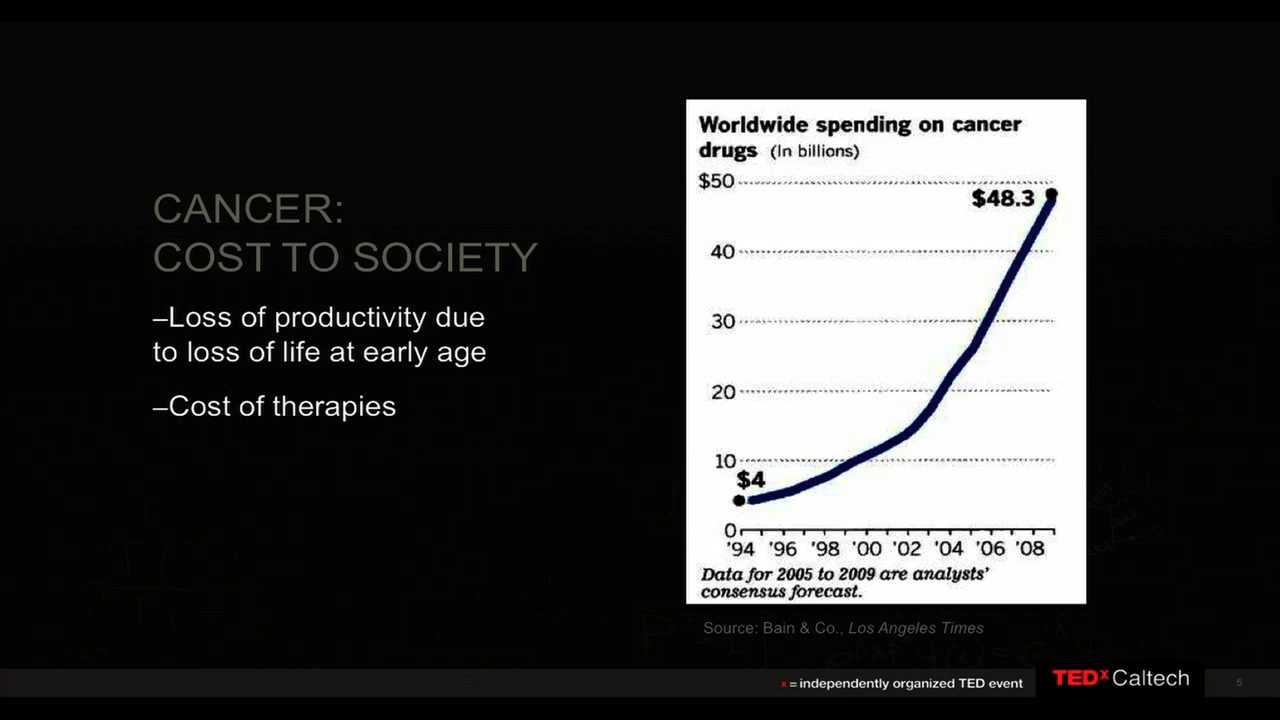 CANCER:
COST TO SOCIETY
–Loss of productivity due
to loss of life at early age
–Cost of therapies
Worldwide spending on cancer
drugs (In billions)
$50
$48.3
40
30
20
10
$4
0
'94 '96 '98 '00 '02 '04 '06 '08
Data for 2005 to 2009 are analysts'
consensus forecast.
Source: Bain & Co., Los Angeles Times
x = independently organized TED event
TEDxCaltech
5